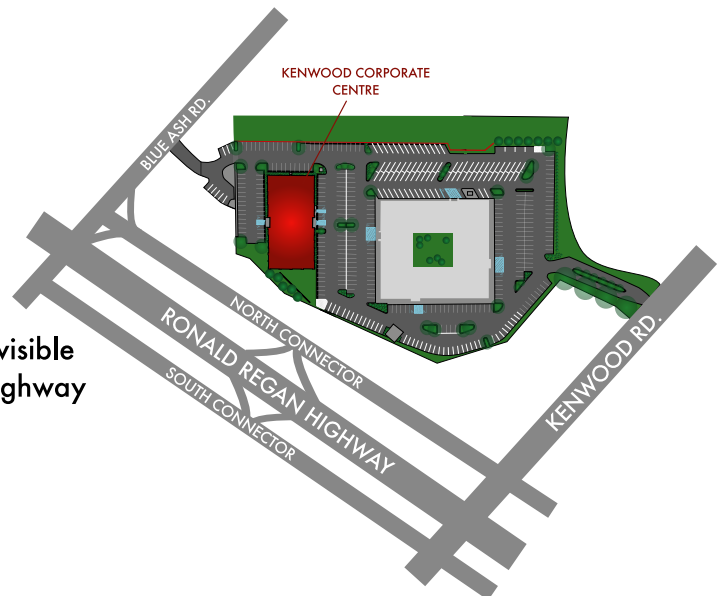 KENWOOD CORPORATE
CENTRE
BLUE ASH RD.
visible
ghway
NORTH CONNECTOR
RONALD REGAN HIGHWAY
SOUTH CONNECTOR
KENWOOD RD.